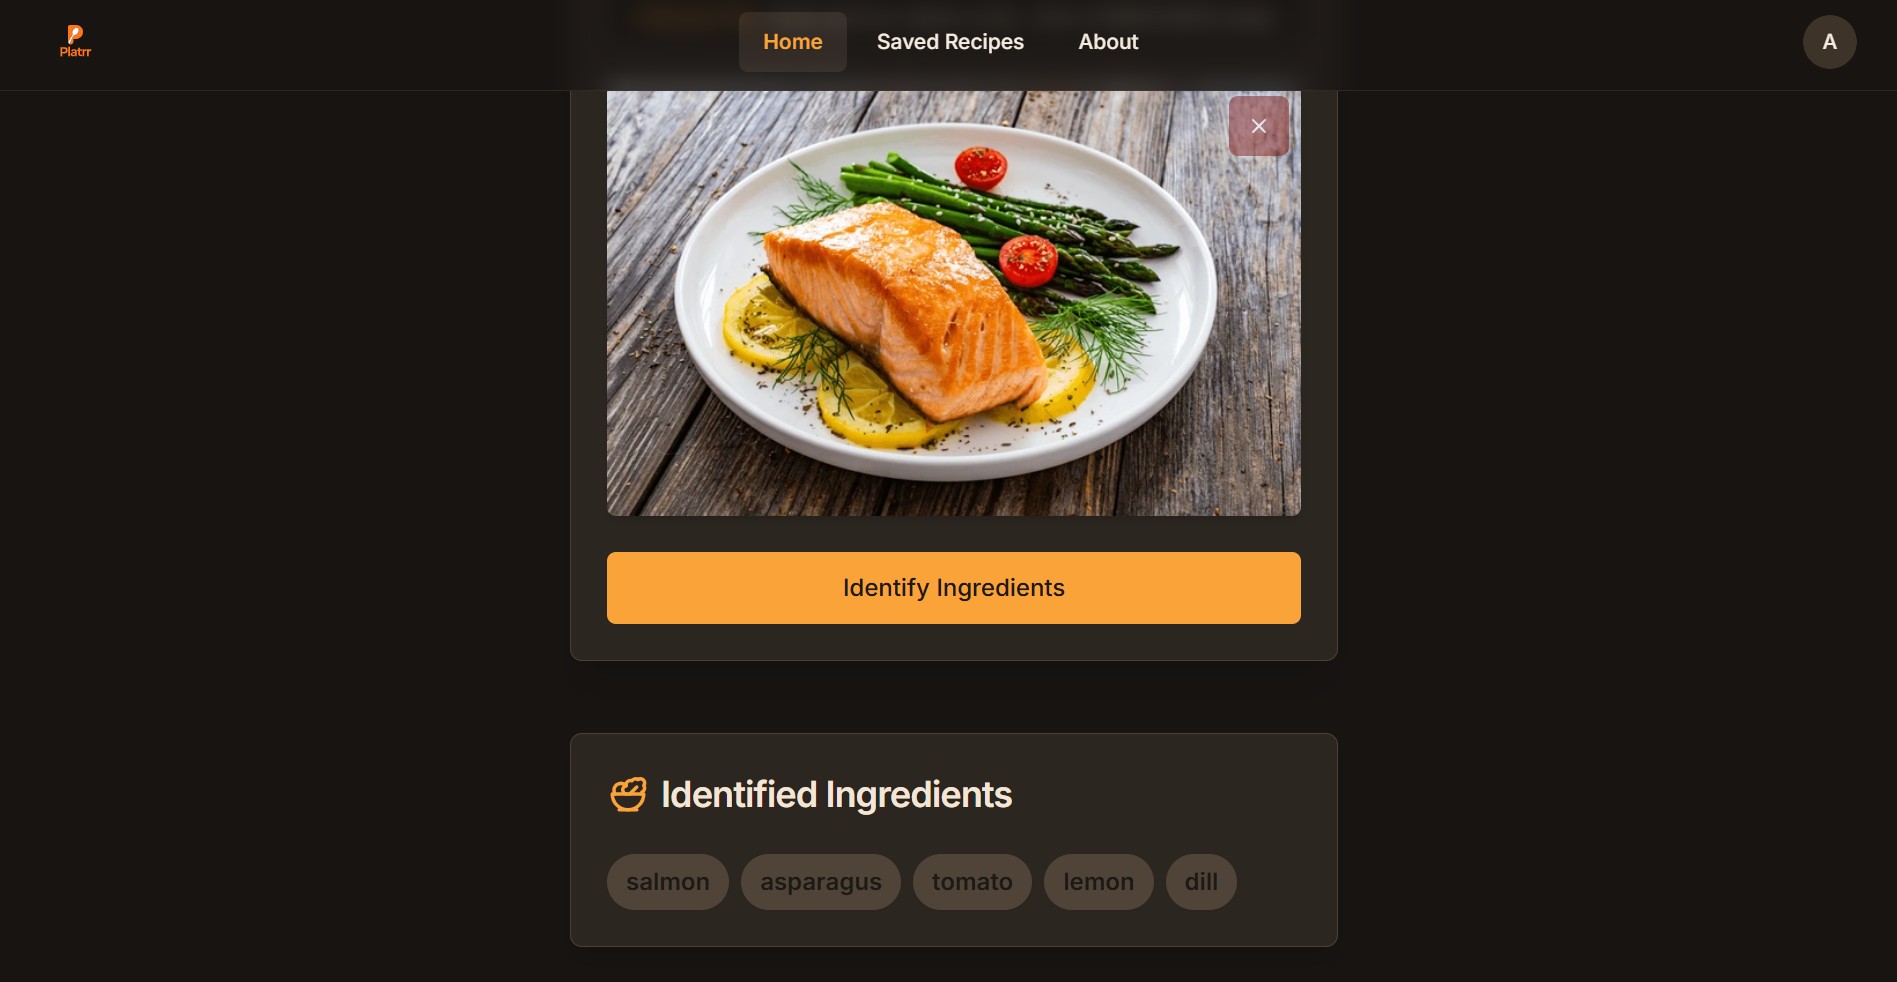 Platrr
Home
Saved Recipes
About
A
Identify Ingredients
Identified Ingredients
salmon
asparagus
tomato
lemon
dill